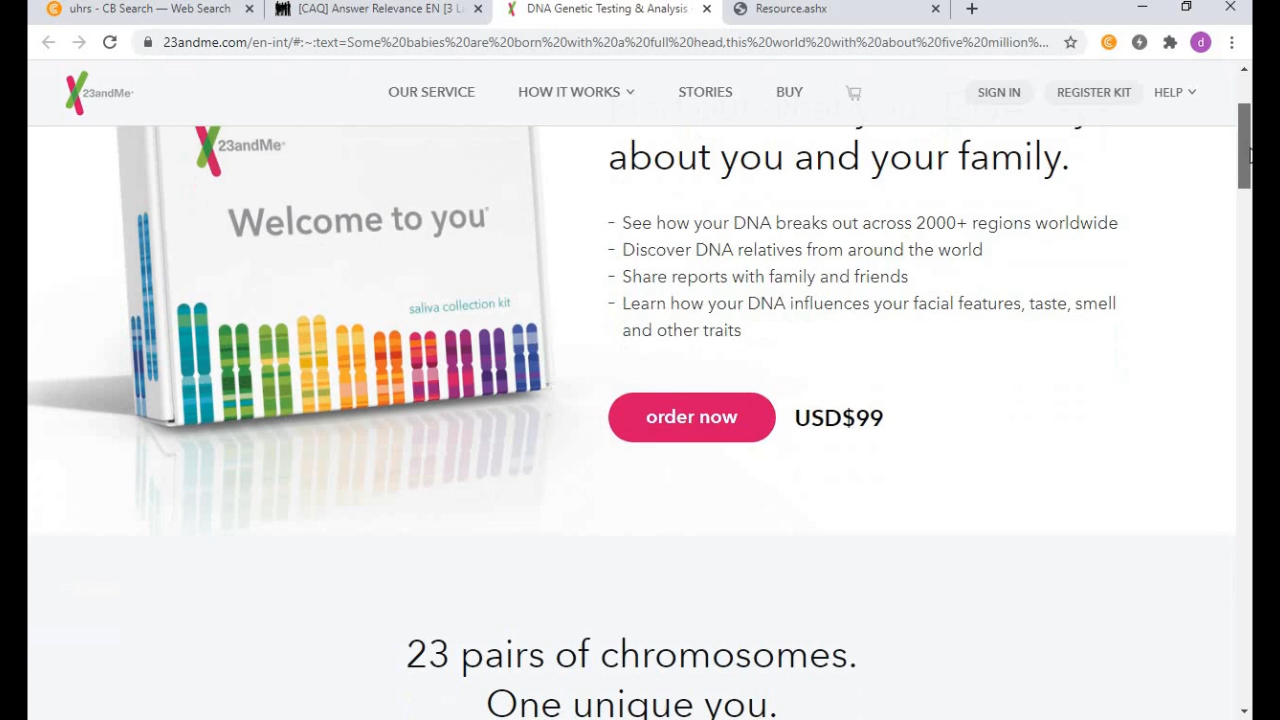 uhrs - CB Search — Web Search
[CAQ] Answer Relevance EN [3 L
DNA Genetic Testing & Analysis -
Resource.ashx
23andme.com/en-int/#:~:text=Some%20babies%20are%20born%20with%20a%20full%20head,this%20world%20with%20about%20five%20million%...
d
23andMe
OUR SERVICE
HOW IT WORKS
STORIES
BUY
SIGN IN
REGISTER KIT
HELP
23andMe
Welcome to you
saliva collection kit
about you and your family.
- See how your DNA breaks out across 2000+ regions worldwide
- Discover DNA relatives from around the world
- Share reports with family and friends
- Learn how your DNA influences your facial features, taste, smell
and other traits
order now
USD$99
23 pairs of chromosomes.
One unique you.